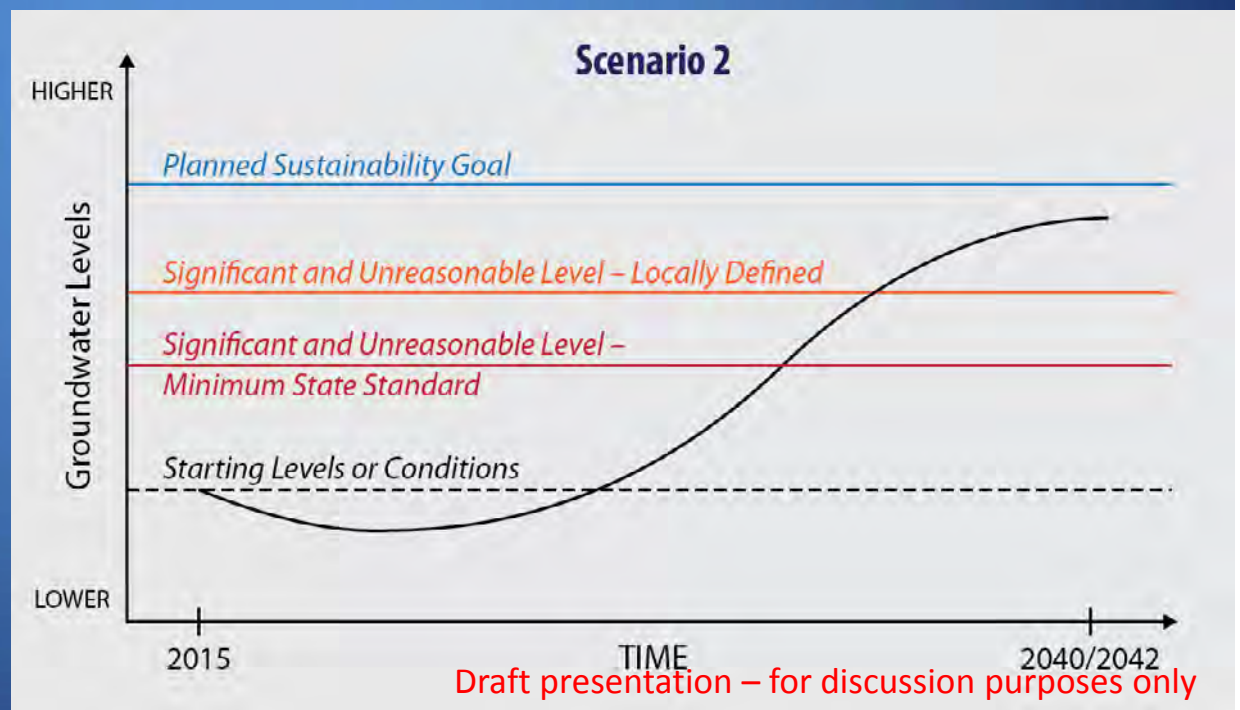 Scenario 2
HIGHER
Planned Sustainability Goal
Groundwater Levels
Significant and Unreasonable Level – Locally Defined
Significant and Unreasonable Level –
Minimum State Standard
Starting Levels or Conditions
LOWER
2015
TIME
2040/2042
Draft presentation – for discussion purposes only